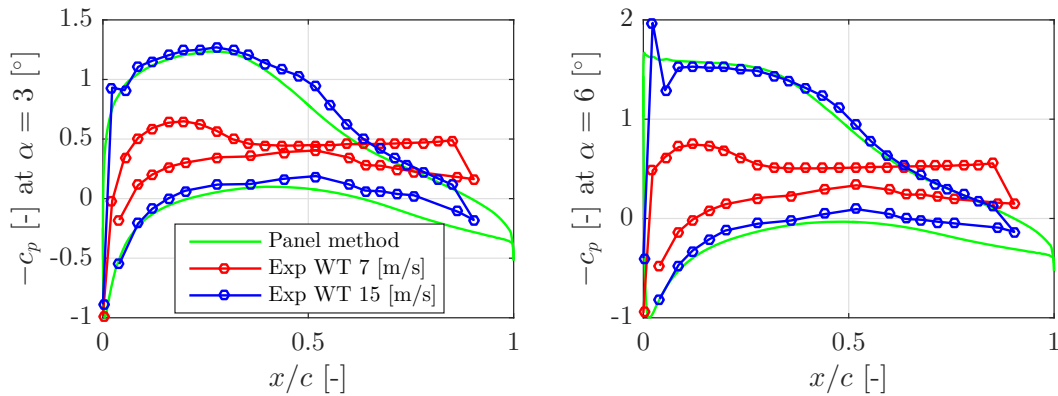 −c_p [-] at α = 3 [°]
1.5
1
0.5
0
-0.5
-1
0
0.5
1
x/c [-]
Panel method
Exp WT 7 [m/s]
Exp WT 15 [m/s]
−c_p [-] at α = 6 [°]
2
1
0
-1
0
0.5
1
x/c [-]